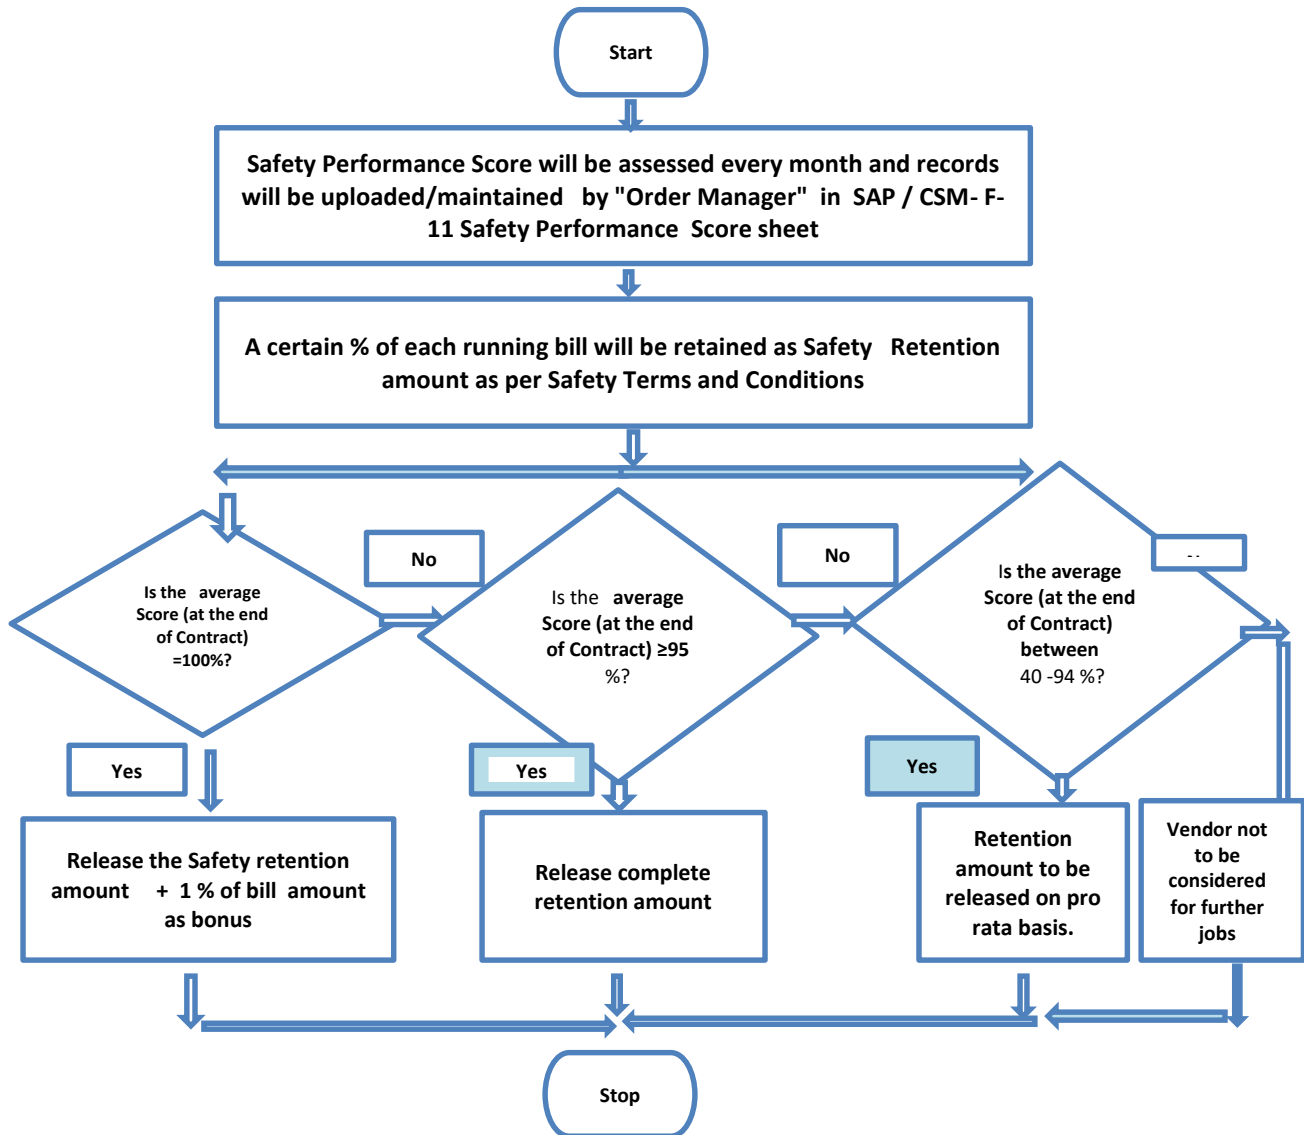 Start
Safety Performance Score will be assessed every month and records
will be uploaded/maintained by "Order Manager" in SAP / CSM- F-
11 Safety Performance Score sheet
A certain % of each running bill will be retained as Safety Retention
amount as per Safety Terms and Conditions
No
No
Is the average
Score (at the end
of Contract)
=100%?
Is the average
Score (at the end
of Contract) ≥95
%?
Is the average
Score (at the end
of Contract)
between
40 -94 %?
Yes
Yes
Yes
Release the Safety retention
amount + 1 % of bill amount
as bonus
Release complete
retention amount
Retention
amount to be
released on pro
rata basis.
Vendor not
to be
considered
for further
jobs
Stop